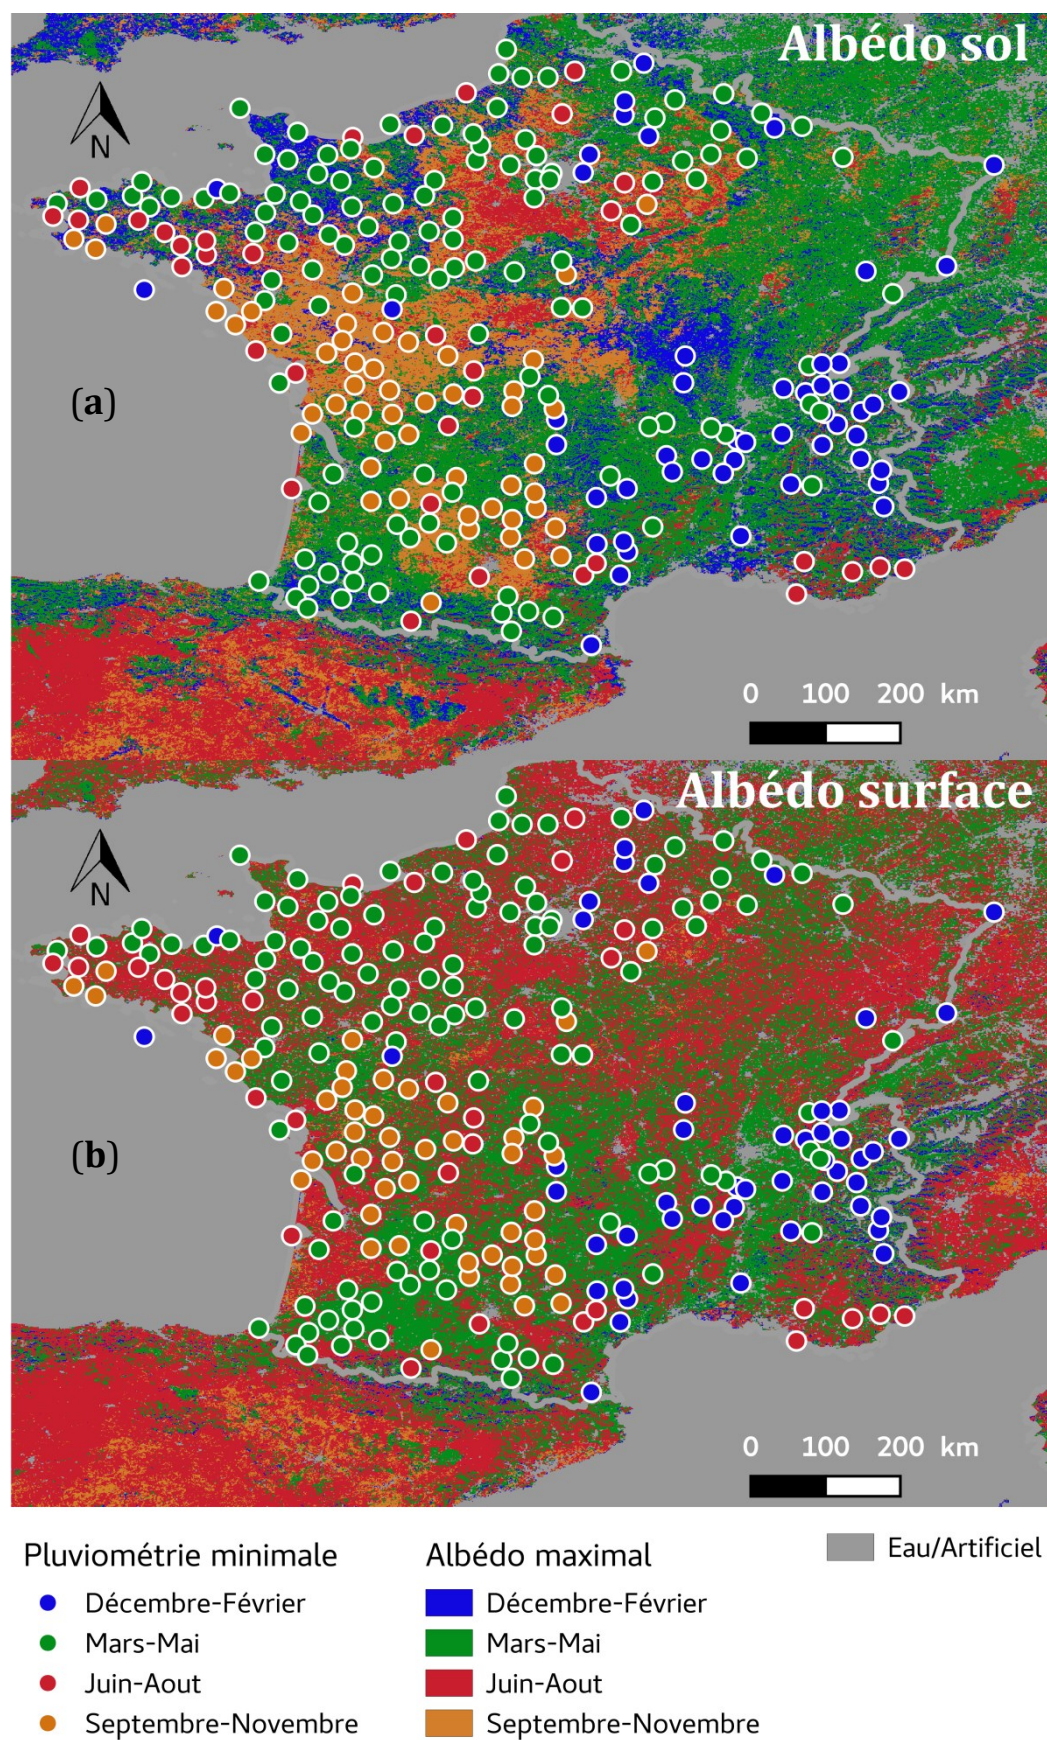 Albédo sol
N
(a)
0 100 200 km
Albédo surface
N
(b)
0 100 200 km
Pluviométrie minimale
Décembre-Février
Mars-Mai
Juin-Aout
Septembre-Novembre
Albédo maximal
Décembre-Février
Mars-Mai
Juin-Aout
Septembre-Novembre
Eau/Artificiel